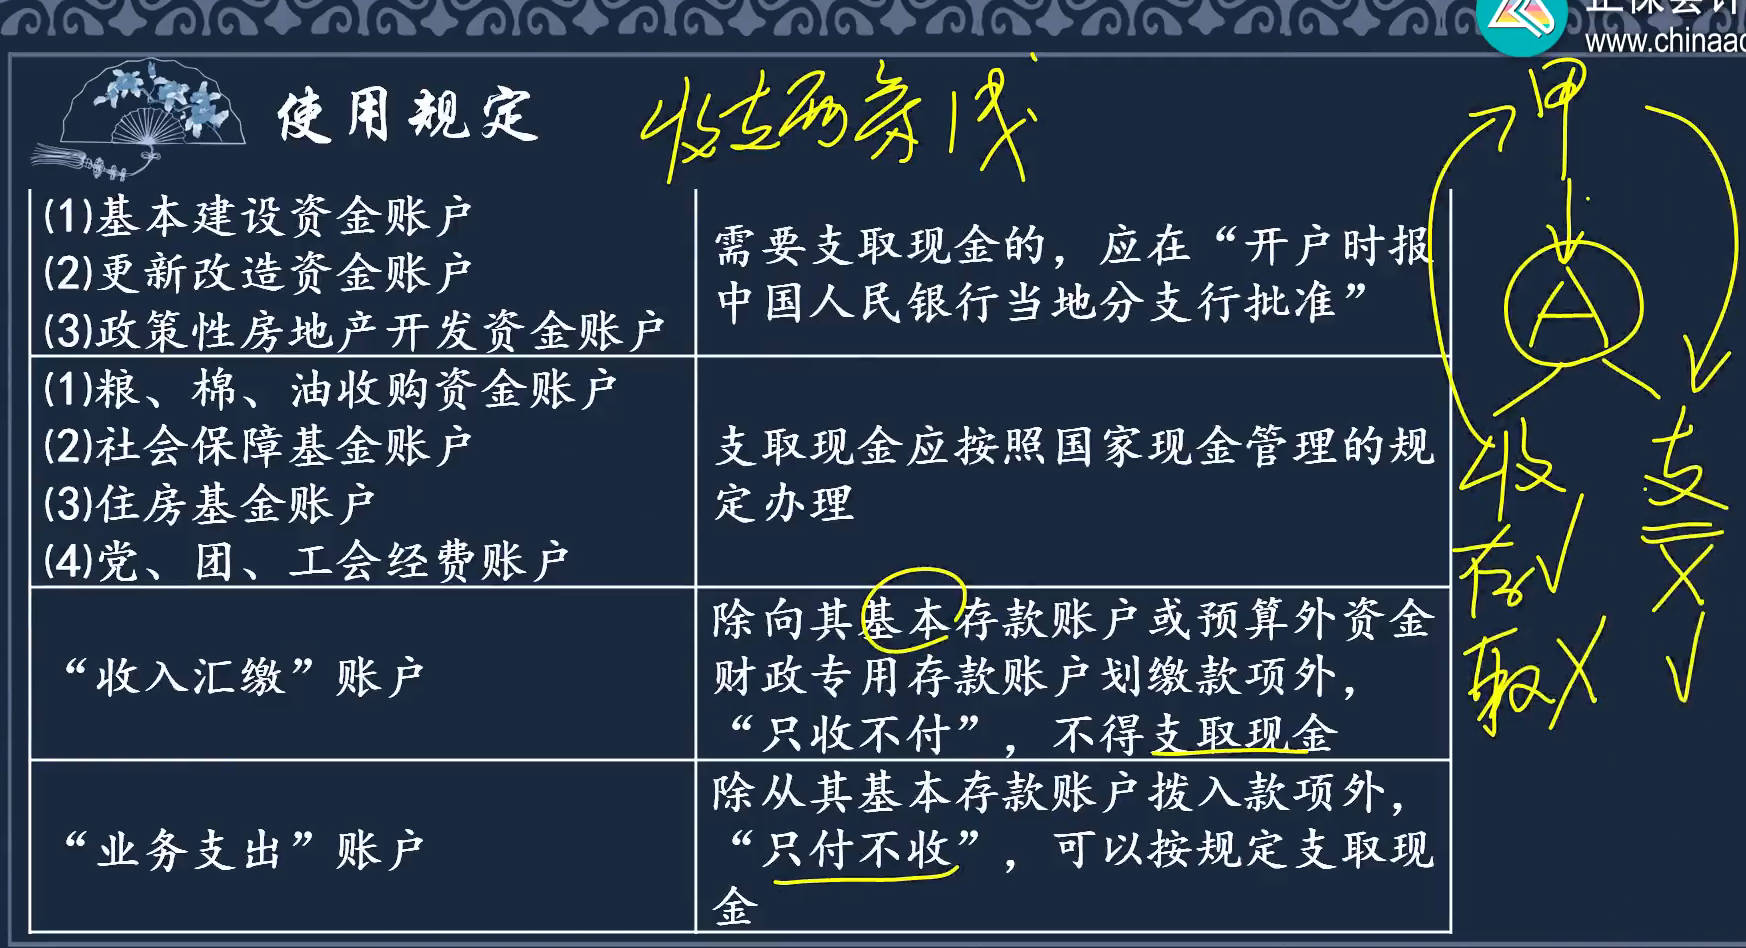 正保会计
www.chinaac
使用规定
收支两条线
(1)基本建设资金账户
(2)更新改造资金账户
(3)政策性房地产开发资金账户
需要支取现金的，应在“开户时报
中国人民银行当地分支行批准”
(1)粮、棉、油收购资金账户
(2)社会保障基金账户
(3)住房基金账户
(4)党、团、工会经费账户
支取现金应按照国家现金管理的规
定办理
“收入汇缴”账户
除向其基本存款账户或预算外资金
财政专用存款账户划缴款项外，
“只收不付”，不得支取现金
“业务支出”账户
除从其基本存款账户拨入款项外，
“只付不收”，可以按规定支取现
金
甲
A
收
支
存√
X
取X
√